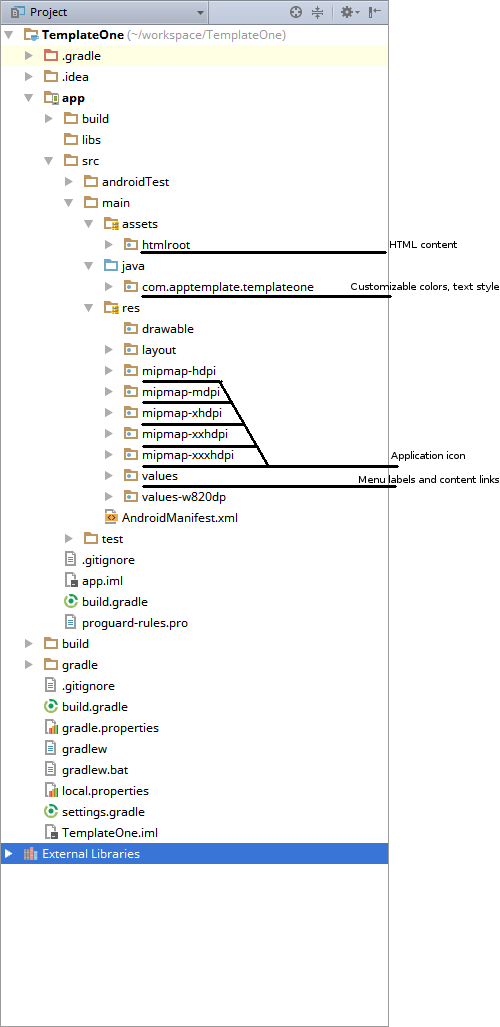 Project
TemplateOne (~/workspace/TemplateOne)
.gradle
.idea
app
build
libs
src
androidTest
main
assets
htmlroot HTML content
java
com.apptemplate.templateone Customizable colors, text style
res
drawable
layout
mipmap-hdpi
mipmap-mdpi
mipmap-xhdpi
mipmap-xxhdpi
mipmap-xxxhdpi Application icon
values Menu labels and content links
values-w820dp
AndroidManifest.xml
test
.gitignore
app.iml
build.gradle
proguard-rules.pro
build
gradle
.gitignore
build.gradle
gradle.properties
gradlew
gradlew.bat
local.properties
settings.gradle
TemplateOne.iml
External Libraries